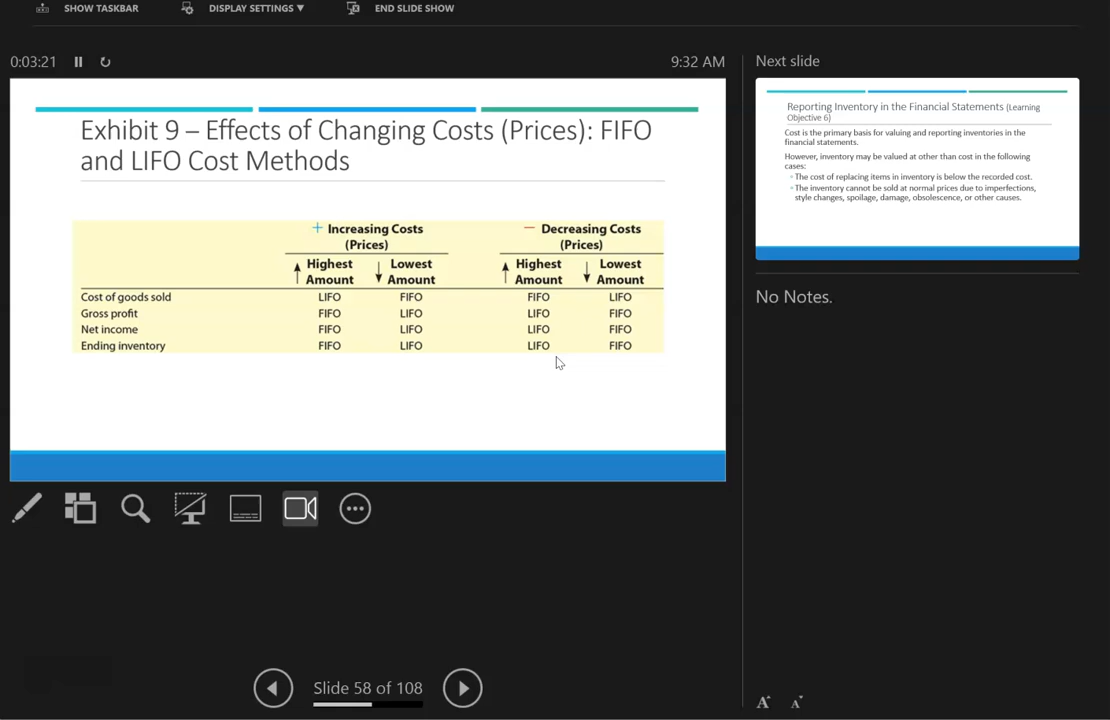 SHOW TASKBAR DISPLAY SETTINGS ▼ END SLIDE SHOW
0:03:21 9:32 AM
Exhibit 9 – Effects of Changing Costs (Prices): FIFO
and LIFO Cost Methods
+ Increasing Costs − Decreasing Costs
(Prices) (Prices)
Highest Lowest Highest Lowest
Amount Amount Amount Amount
Cost of goods sold LIFO FIFO FIFO LIFO
Gross profit FIFO LIFO LIFO FIFO
Net income FIFO LIFO LIFO FIFO
Ending inventory FIFO LIFO LIFO FIFO
Slide 58 of 108
Next slide
Reporting Inventory in the Financial Statements (Learning
Objective 6)
Cost is the primary basis for valuing and reporting inventories in the
financial statements.
However, inventory may be valued at other than cost in the following
cases:
The cost of replacing items in inventory is below the recorded cost.
The inventory cannot be sold at normal prices due to imperfections,
style changes, spoilage, damage, obsolescence, or other causes.
No Notes.
A A